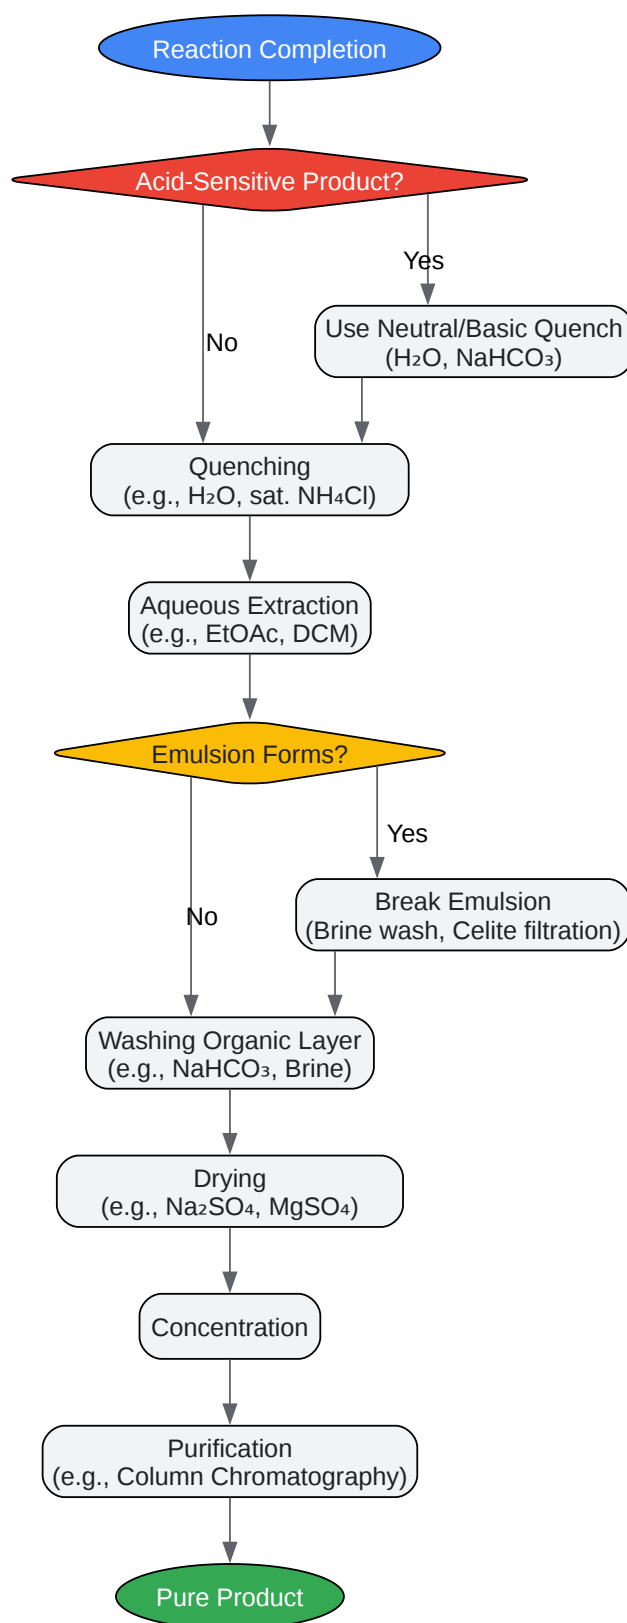 Reaction Completion
Acid-Sensitive Product?
Yes
Use Neutral/Basic Quench
(H₂O, NaHCO₃)
No
Quenching
(e.g., H₂O, sat. NH₄Cl)
Aqueous Extraction
(e.g., EtOAc, DCM)
Emulsion Forms?
Yes
Break Emulsion
(Brine wash, Celite filtration)
No
Washing Organic Layer
(e.g., NaHCO₃, Brine)
Drying
(e.g., Na₂SO₄, MgSO₄)
Concentration
Purification
(e.g., Column Chromatography)
Pure Product